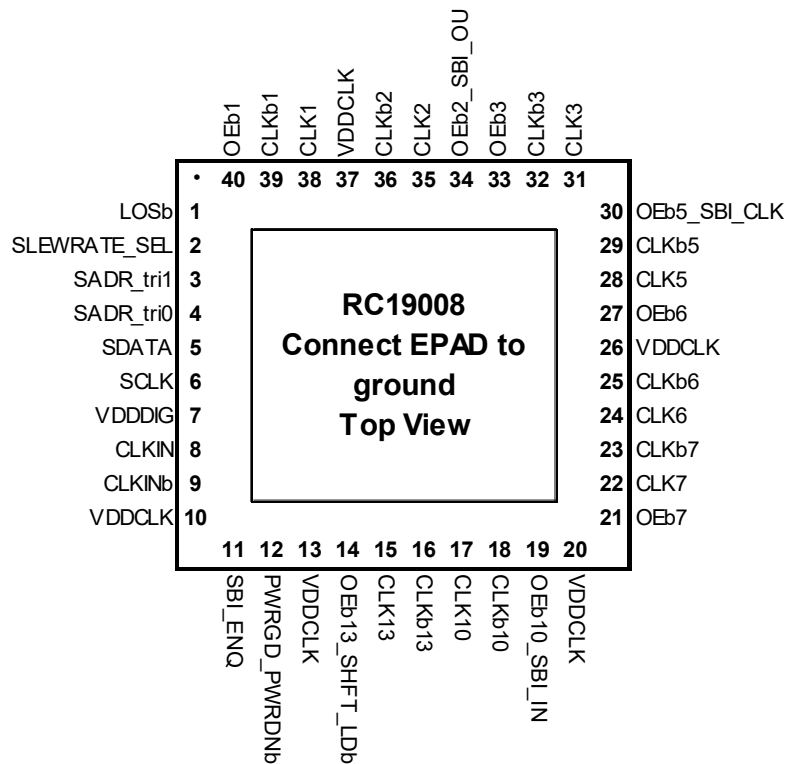 OEb1
CLKb1
CLK1
VDDCLK
CLKb2
CLK2
OEb2_SBI_OU
OEb3
CLKb3
CLK3
40 39 38 37 36 35 34 33 32 31
LOSb 1
SLEWRATE_SEL 2
SADR_tri1 3
SADR_tri0 4
SDATA 5
SCLK 6
VDDDIG 7
CLKIN 8
CLKINb 9
VDDCLK 10
RC19008
Connect EPAD to
ground
Top View
30 OEb5_SBI_CLK
29 CLKb5
28 CLK5
27 OEb6
26 VDDCLK
25 CLKb6
24 CLK6
23 CLKb7
22 CLK7
21 OEb7
11 12 13 14 15 16 17 18 19 20
SBI_ENQ
PWRGD_PWRDNb
VDDCLK
OEb13_SHFT_LDb
CLK13
CLKb13
CLK10
CLKb10
OEb10_SBI_IN
VDDCLK